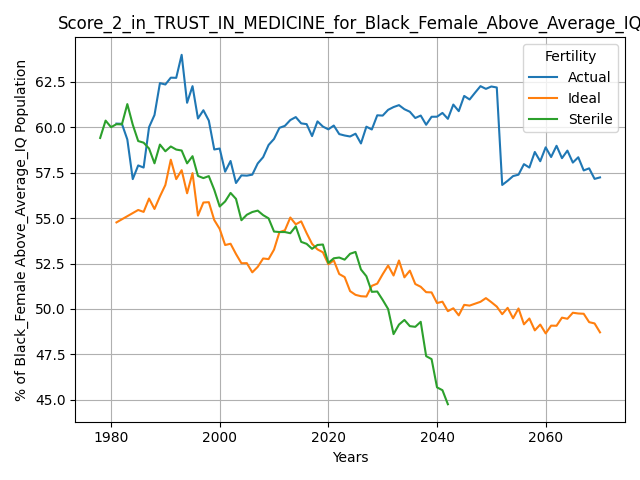 Score_2_in_TRUST_IN_MEDICINE_for_Black_Female_Above_Average_IQ
Fertility
Actual
Ideal
Sterile
% of Black_Female Above_Average_IQ Population
62.5
60.0
57.5
55.0
52.5
50.0
47.5
45.0
1980 2000 2020 2040 2060
Years